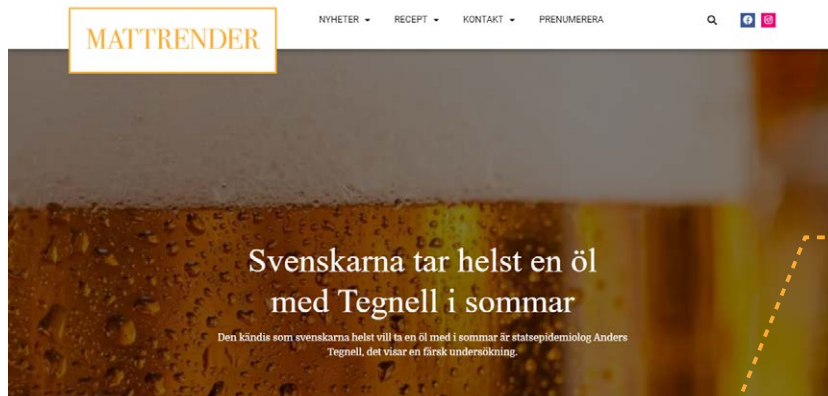 MATTRENDER
NYHETER
RECEPT
KONTAKT
PRENUMERERA
Svenskarna tar helst en öl
med Tegnell i sommar
Den kändis som svenskarna helst vill ta en öl med i sommar är statsepidemiolog Anders
Tegnell, det visar en färsk undersökning.